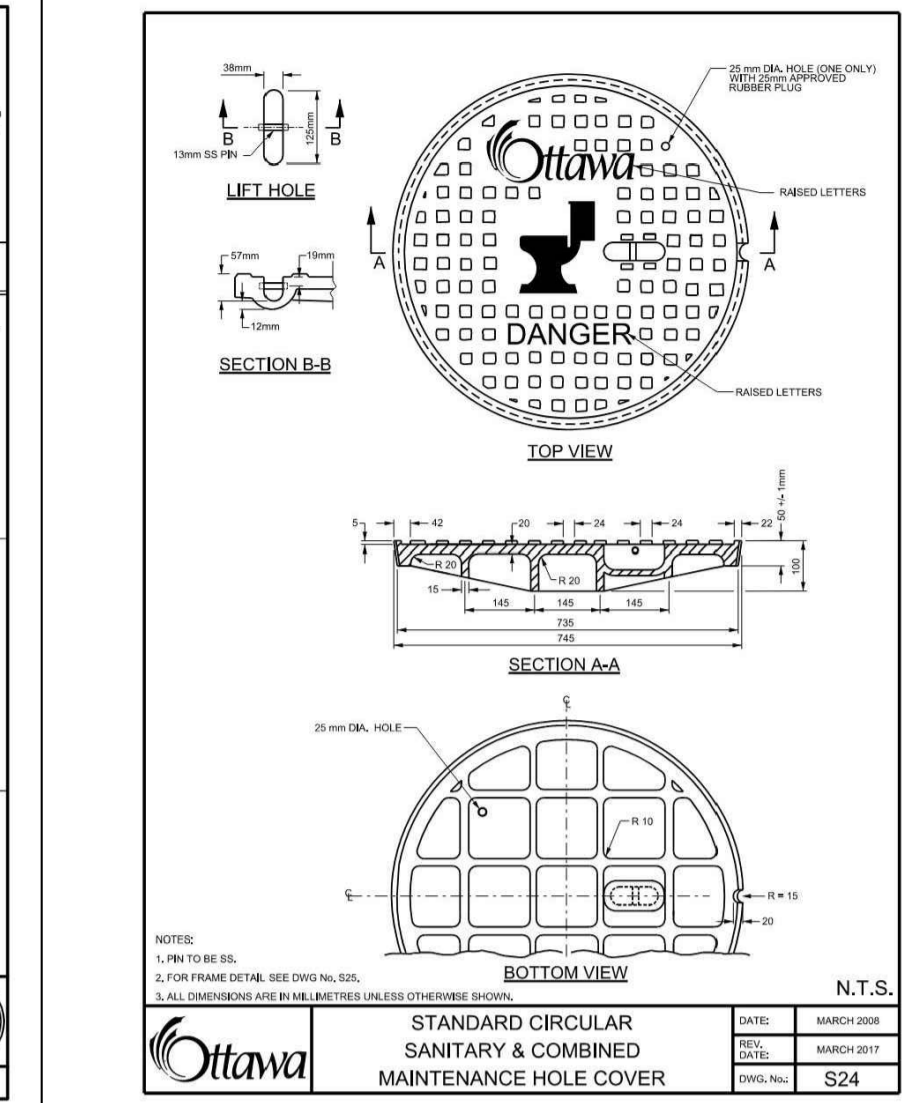 38mm
125mm
B
B
13mm SS PIN
LIFT HOLE
57mm
19mm
12mm
SECTION B-B
25 mm DIA. HOLE (ONE ONLY)
WITH 25mm APPROVED
RUBBER PLUG
Ottawa
RAISED LETTERS
A
A
DANGER
RAISED LETTERS
TOP VIEW
5
42
20
24
24
22
50 +/- 1mm
100
R 20
R 20
15
145
145
145
735
745
SECTION A-A
25 mm DIA. HOLE
R 10
R = 15
20
BOTTOM VIEW
NOTES:
1. PIN TO BE SS.
2. FOR FRAME DETAIL SEE DWG No. S25.
3. ALL DIMENSIONS ARE IN MILLIMETRES UNLESS OTHERWISE SHOWN.
N.T.S.
Ottawa
STANDARD CIRCULAR
SANITARY & COMBINED
MAINTENANCE HOLE COVER
DATE: MARCH 2008
REV. DATE: MARCH 2017
DWG. No.: S24